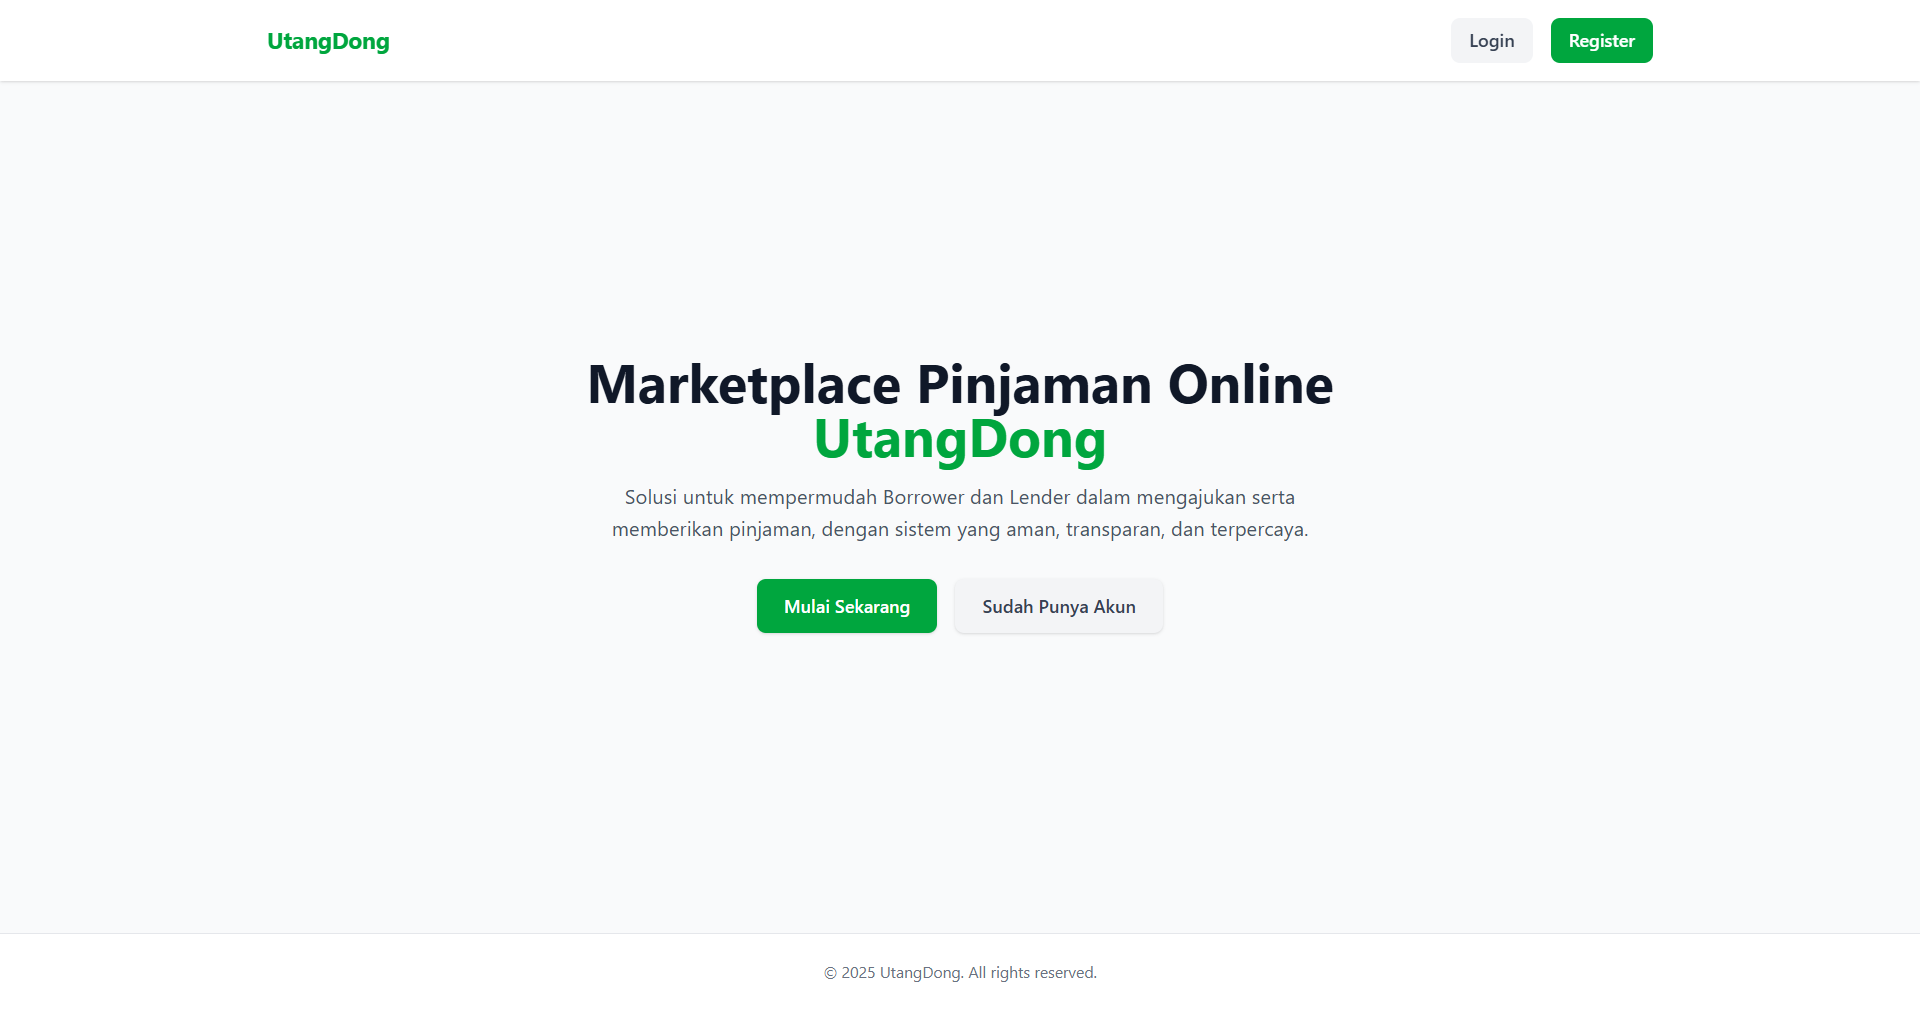 UtangDong
Login
Register
Marketplace Pinjaman Online
UtangDong
Solusi untuk mempermudah Borrower dan Lender dalam mengajukan serta
memberikan pinjaman, dengan sistem yang aman, transparan, dan terpercaya.
Mulai Sekarang
Sudah Punya Akun
© 2025 UtangDong. All rights reserved.